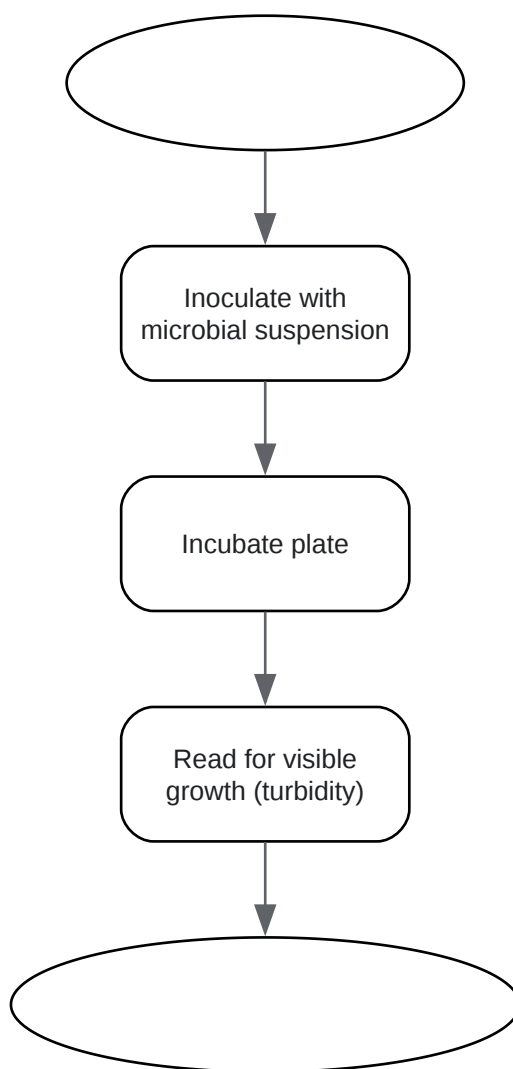 Inoculate with
microbial suspension
Incubate plate
Read for visible
growth (turbidity)